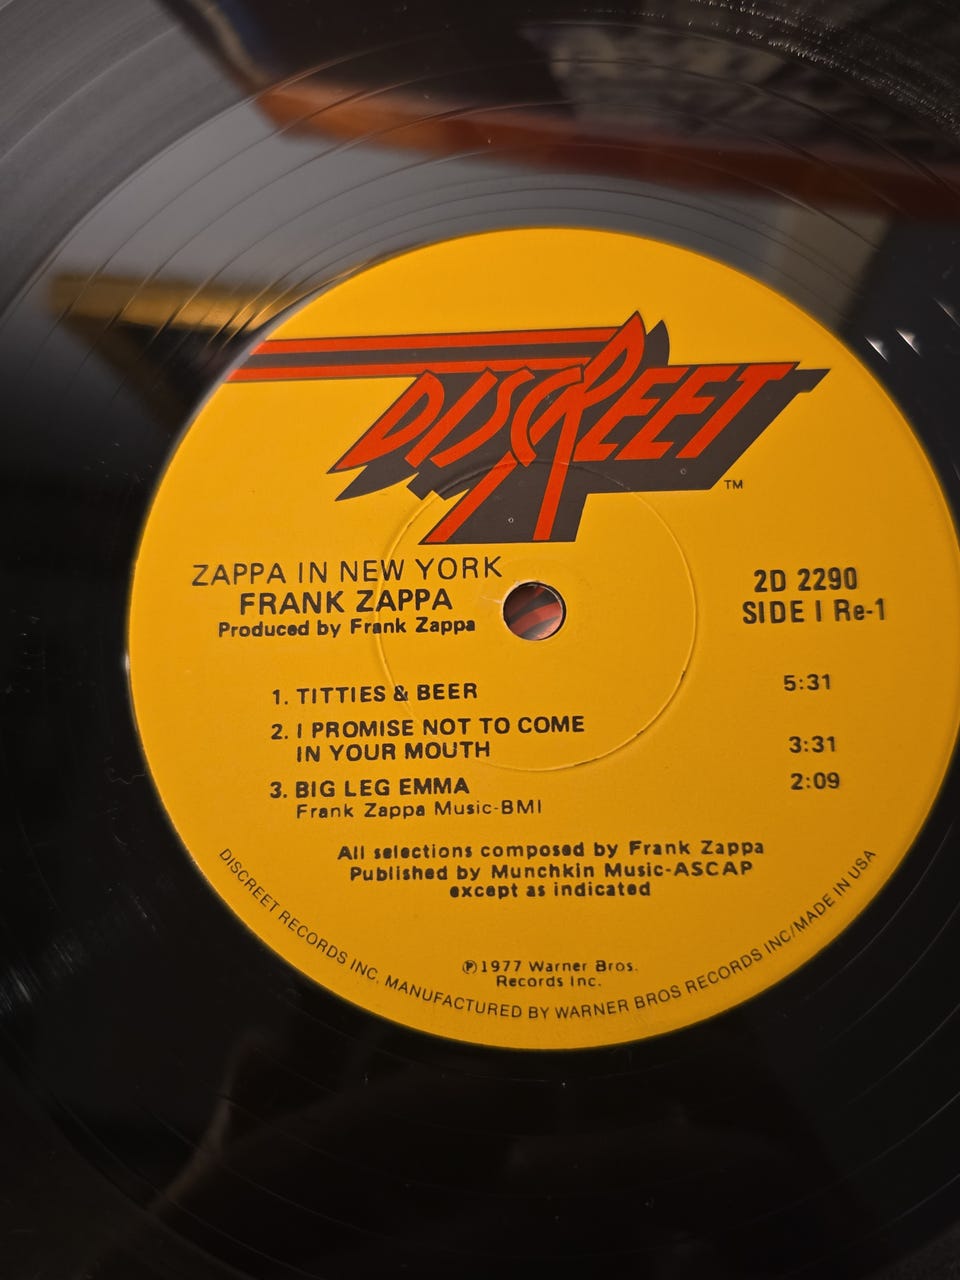 DISCREET
TM
ZAPPA IN NEW YORK
FRANK ZAPPA
Produced by Frank Zappa
2D 2290
SIDE I Re-1
1. TITTIES & BEER 5:31
2. I PROMISE NOT TO COME
IN YOUR MOUTH 3:31
3. BIG LEG EMMA 2:09
Frank Zappa Music-BMI
All selections composed by Frank Zappa
Published by Munchkin Music-ASCAP
except as indicated
℗1977 Warner Bros.
Records Inc.
DISCREET RECORDS INC. MANUFACTURED BY WARNER BROS RECORDS INC/MADE IN USA